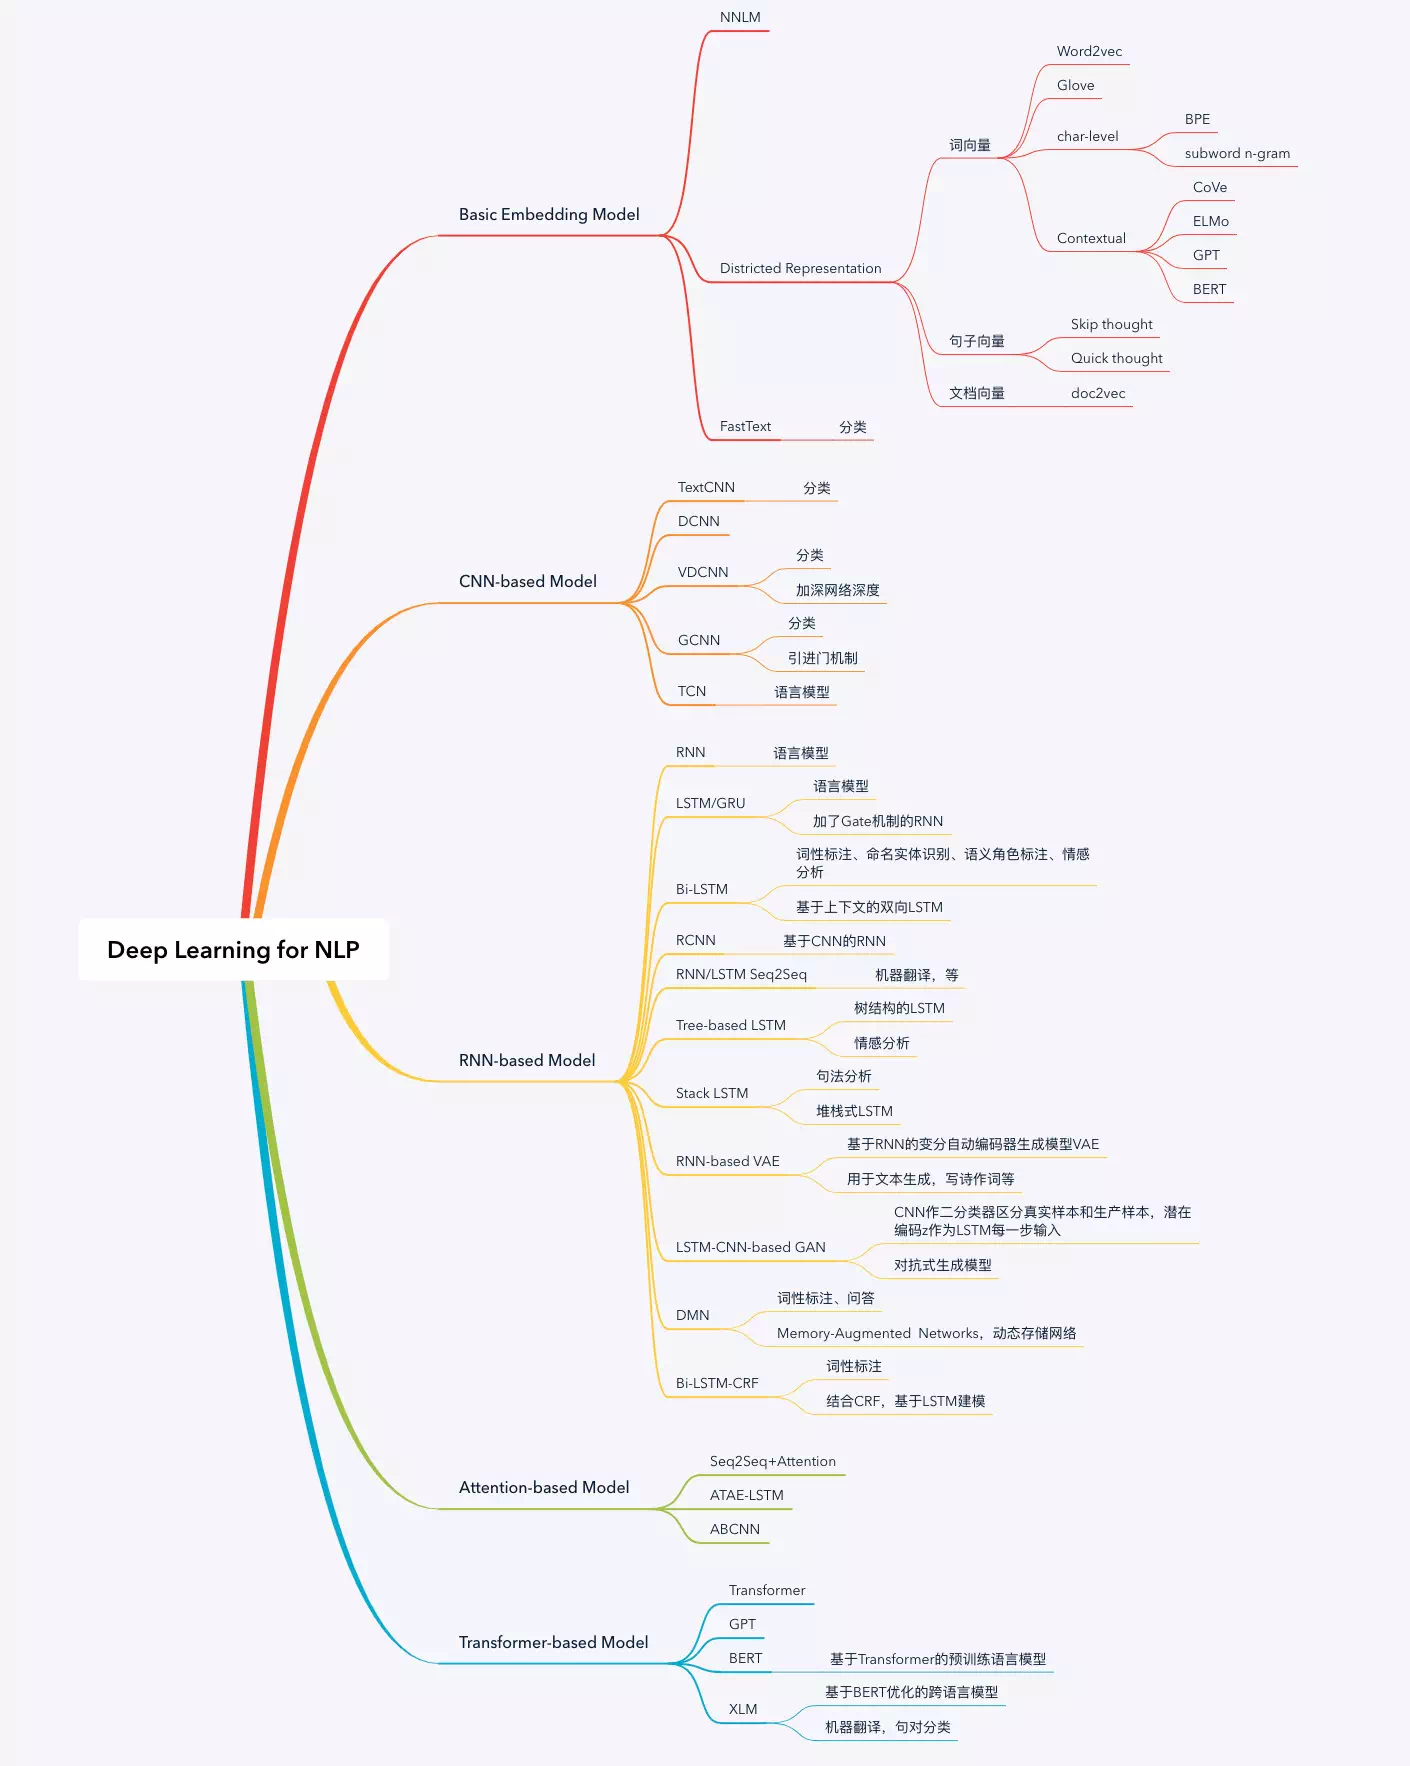 NNLM
Word2vec
Glove
BPE
char-level
subword n-gram
词向量
CoVe
ELMo
Contextual
GPT
BERT
Basic Embedding Model
Districted Representation
Skip thought
句子向量
Quick thought
文档向量
doc2vec
FastText
分类
TextCNN
分类
DCNN
分类
VDCNN
加深网络深度
CNN-based Model
分类
GCNN
引进门机制
TCN
语言模型
RNN
语言模型
语言模型
LSTM/GRU
加了Gate机制的RNN
词性标注、命名实体识别、语义角色标注、情感
分析
Bi-LSTM
基于上下文的双向LSTM
RCNN
基于CNN的RNN
Deep Learning for NLP
RNN/LSTM Seq2Seq
机器翻译，等
树结构的LSTM
Tree-based LSTM
情感分析
RNN-based Model
句法分析
Stack LSTM
堆栈式LSTM
基于RNN的变分自动编码器生成模型VAE
RNN-based VAE
用于文本生成，写诗作词等
CNN作二分类器区分真实样本和生产样本，潜在
编码z作为LSTM每一步输入
LSTM-CNN-based GAN
对抗式生成模型
词性标注、问答
DMN
Memory-Augmented  Networks，动态存储网络
词性标注
Bi-LSTM-CRF
结合CRF，基于LSTM建模
Seq2Seq+Attention
Attention-based Model
ATAE-LSTM
ABCNN
Transformer
GPT
Transformer-based Model
BERT
基于Transformer的预训练语言模型
基于BERT优化的跨语言模型
XLM
机器翻译，句对分类